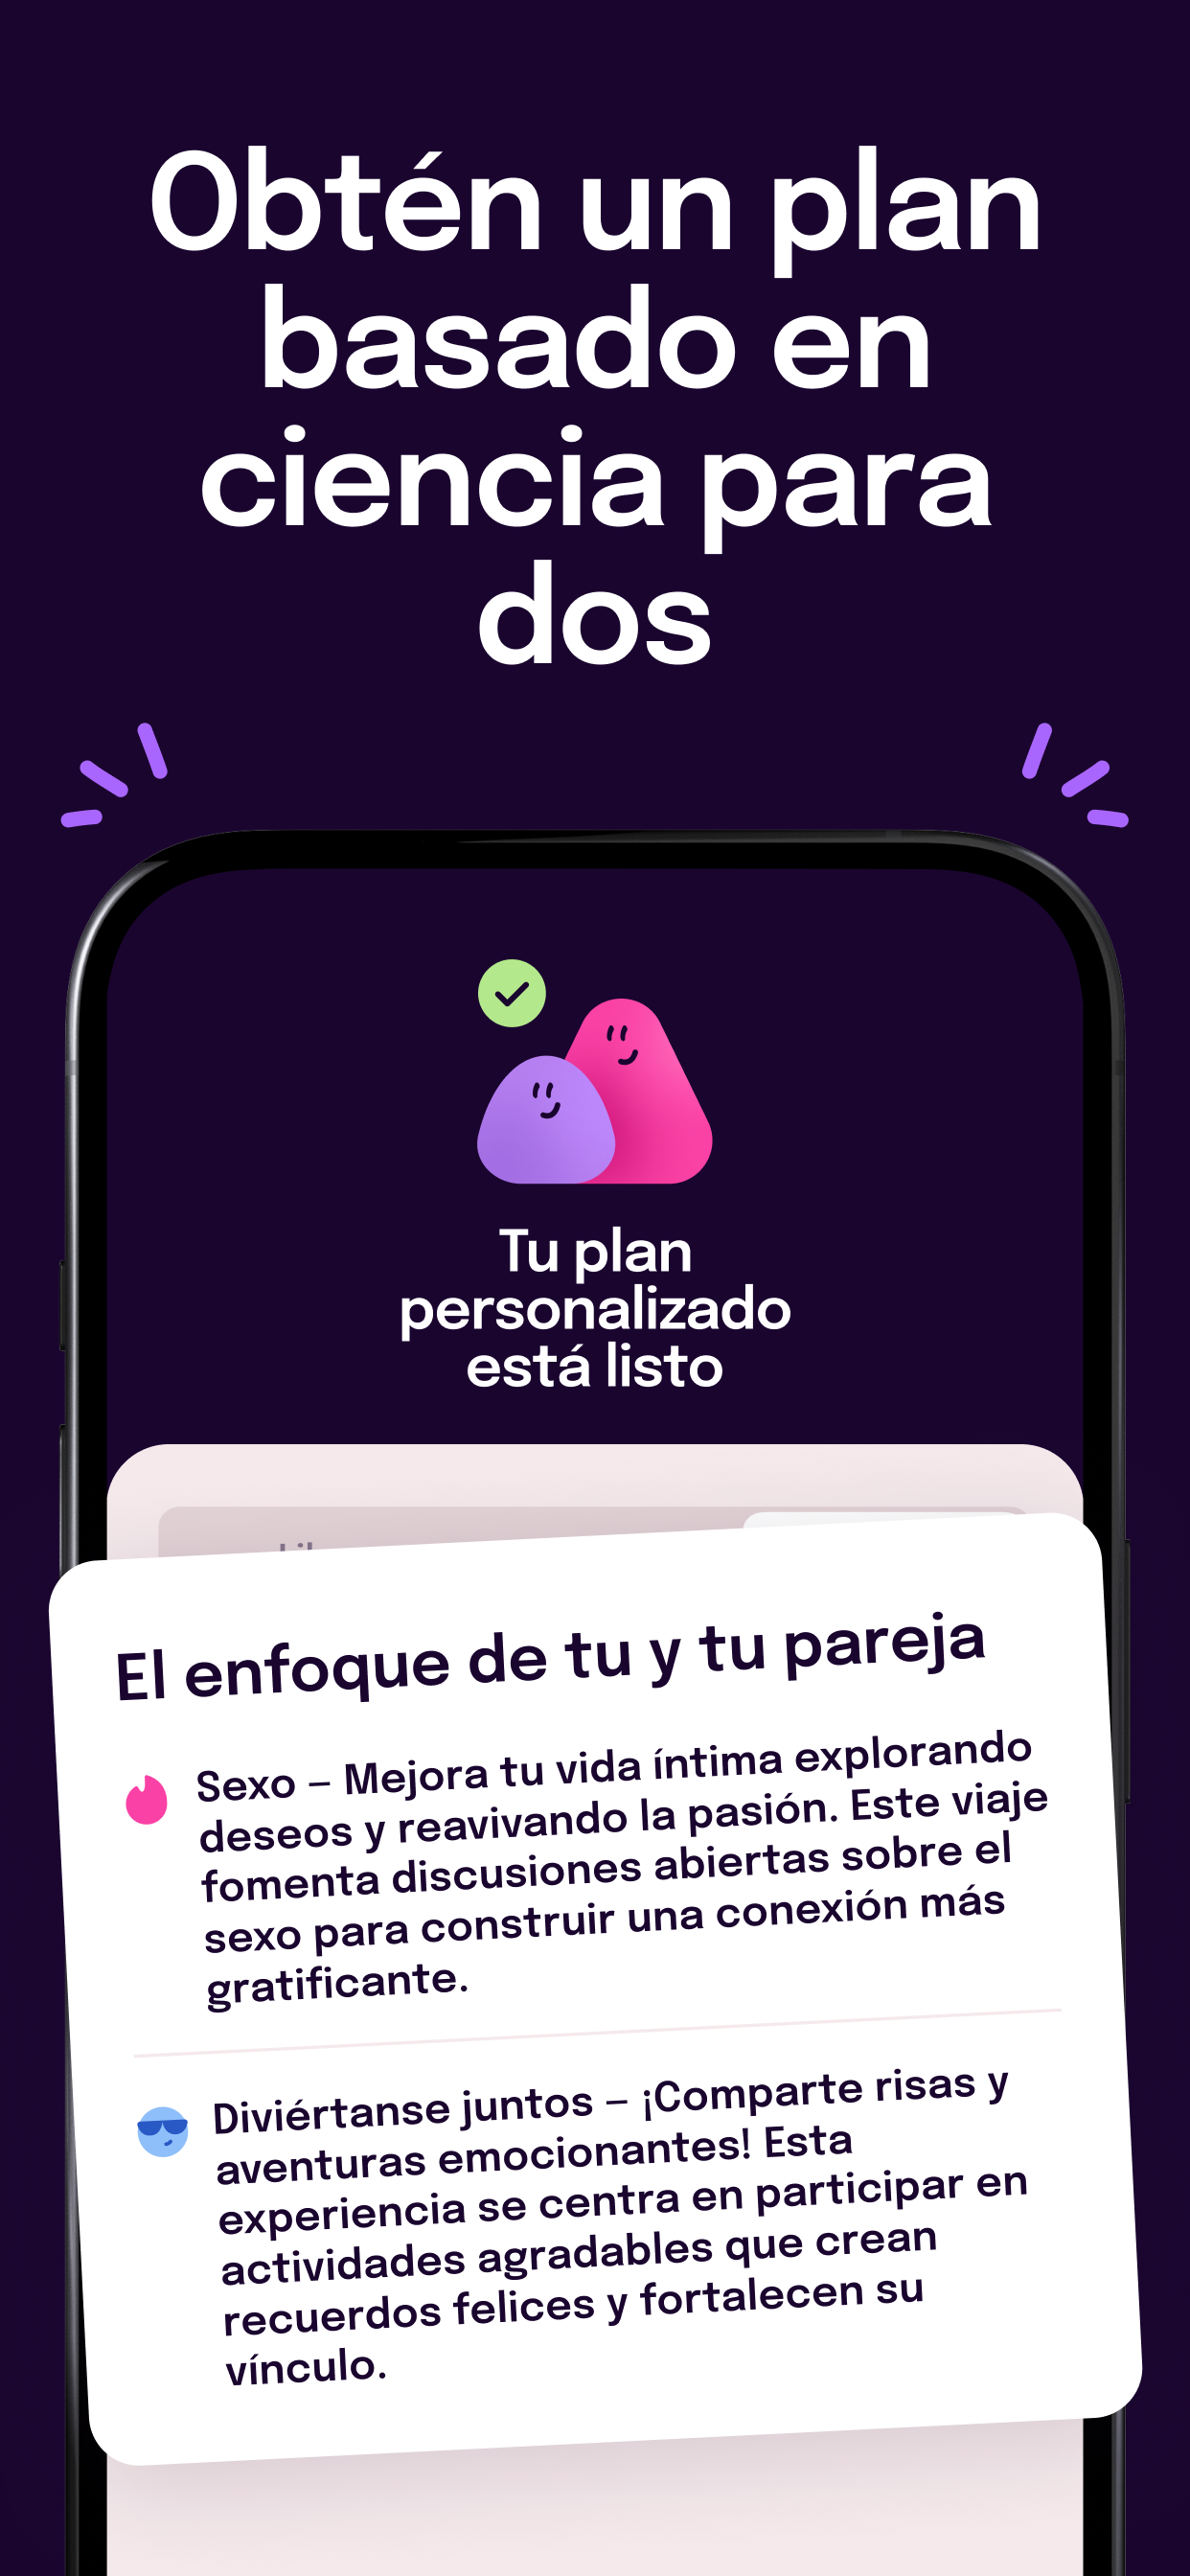 Obtén un plan
basado en
ciencia para
dos
Tu plan
personalizado
está listo
El enfoque de tu y tu pareja
Sexo – Mejora tu vida íntima explorando
deseos y reavivando la pasión. Este viaje
fomenta discusiones abiertas sobre el
sexo para construir una conexión más
gratificante.
Diviértanse juntos – ¡Comparte risas y
aventuras emocionantes! Esta
experiencia se centra en participar en
actividades agradables que crean
recuerdos felices y fortalecen su
vínculo.